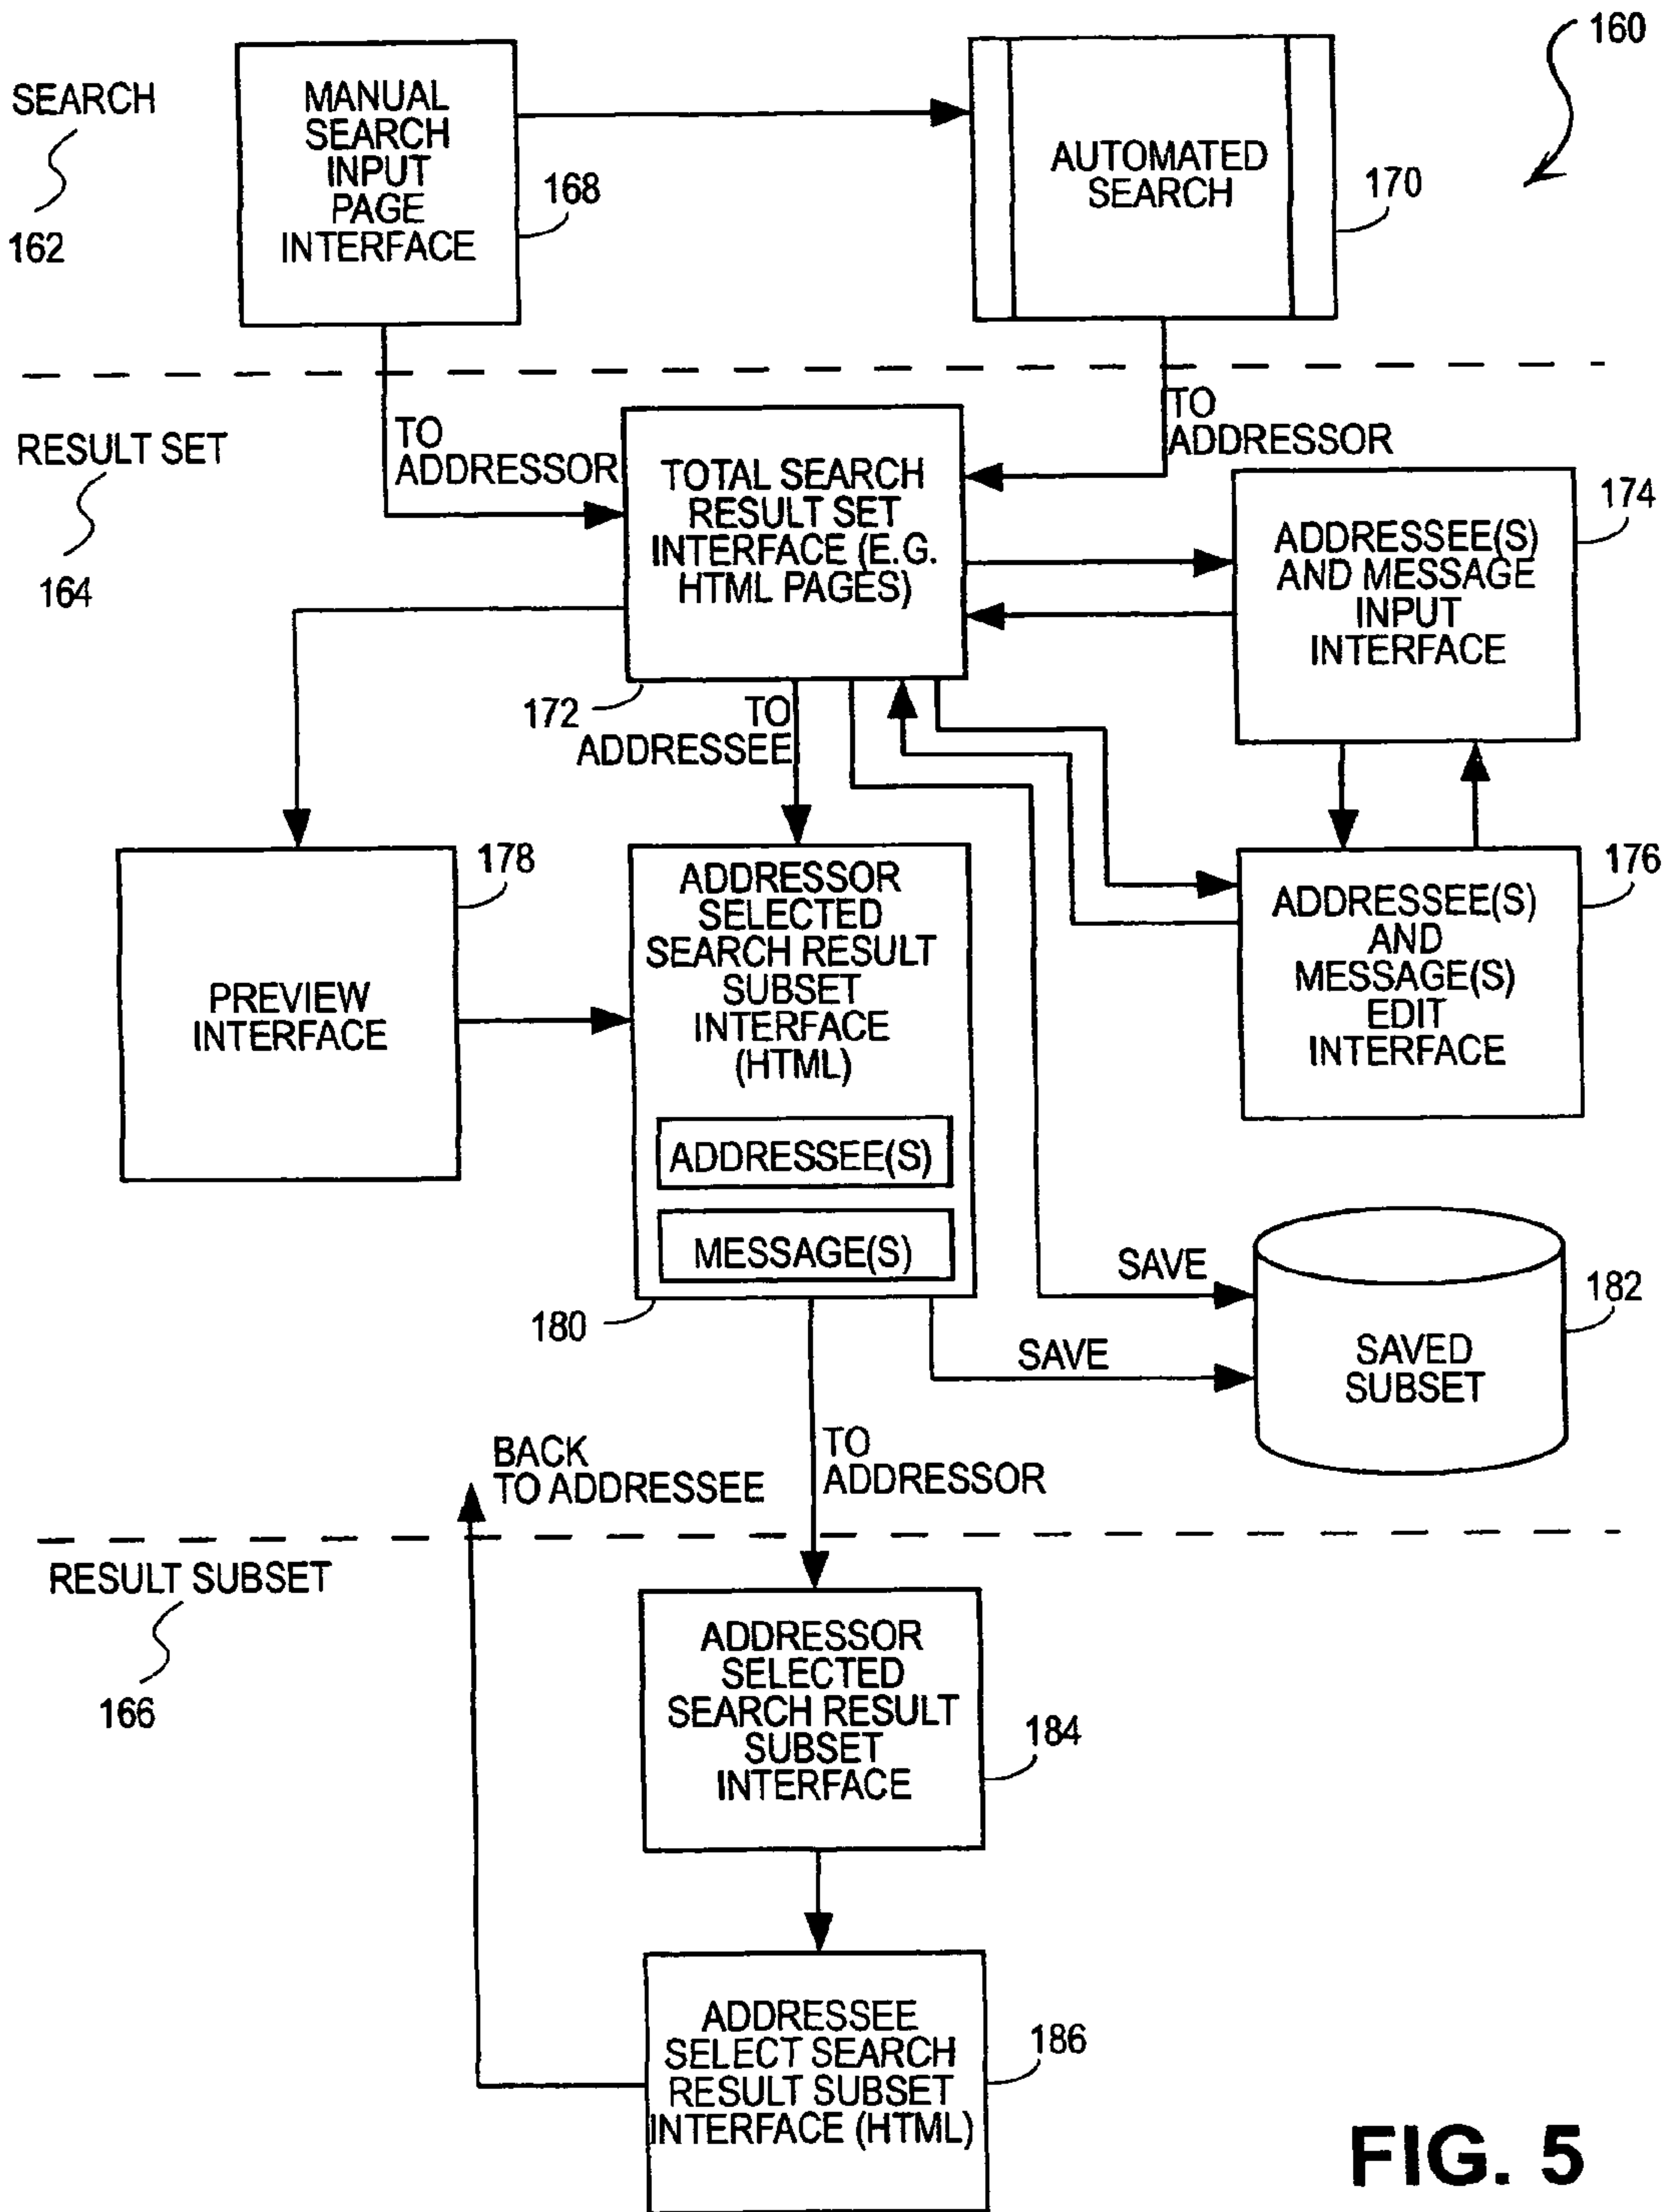 160
SEARCH
162
MANUAL
SEARCH
INPUT
PAGE
INTERFACE
168
AUTOMATED
SEARCH
170
RESULT SET
164
TO
ADDRESSOR
TO
ADDRESSOR
TOTAL SEARCH
RESULT SET
INTERFACE (E.G.
HTML PAGES)
172
ADDRESSEE(S)
AND MESSAGE
INPUT
INTERFACE
174
TO
ADDRESSEE
PREVIEW
INTERFACE
178
ADDRESSOR
SELECTED
SEARCH RESULT
SUBSET
INTERFACE
(HTML)
ADDRESSEE(S)
MESSAGE(S)
180
ADDRESSEE(S)
AND
MESSAGE(S)
EDIT
INTERFACE
176
SAVE
SAVE
SAVED
SUBSET
182
BACK
TO ADDRESSEE
TO
ADDRESSOR
RESULT SUBSET
166
ADDRESSOR
SELECTED
SEARCH RESULT
SUBSET
INTERFACE
184
ADDRESSEE
SELECT SEARCH
RESULT SUBSET
INTERFACE (HTML)
186
FIG. 5